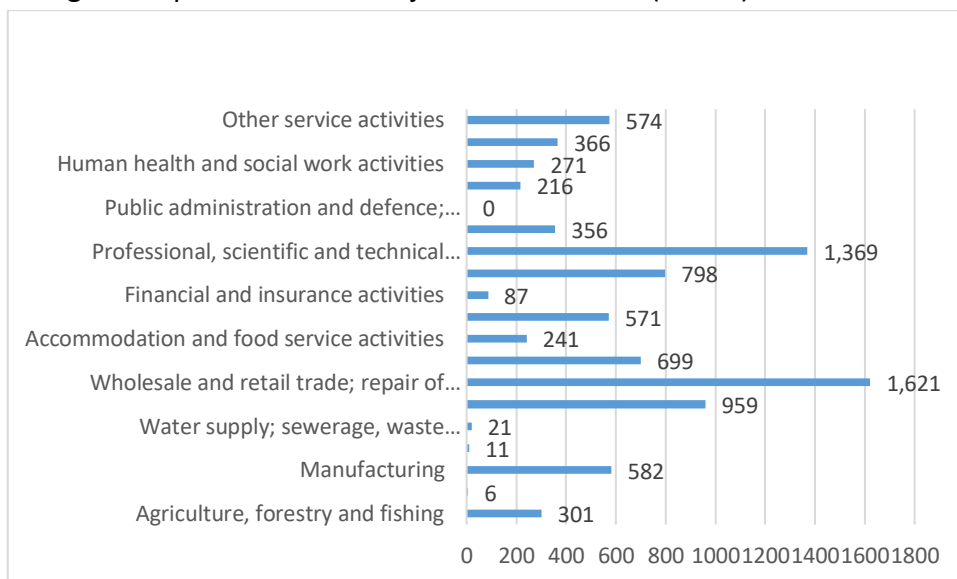 Other service activities 574
366
Human health and social work activities 271
216
Public administration and defence;... 0
356
Professional, scientific and technical... 1,369
798
Financial and insurance activities 87
571
Accommodation and food service activities 241
699
Wholesale and retail trade; repair of... 1,621
959
Water supply; sewerage, waste... 21
11
Manufacturing 582
6
Agriculture, forestry and fishing 301
0 200 400 600 800 1000 1200 1400 1600 1800